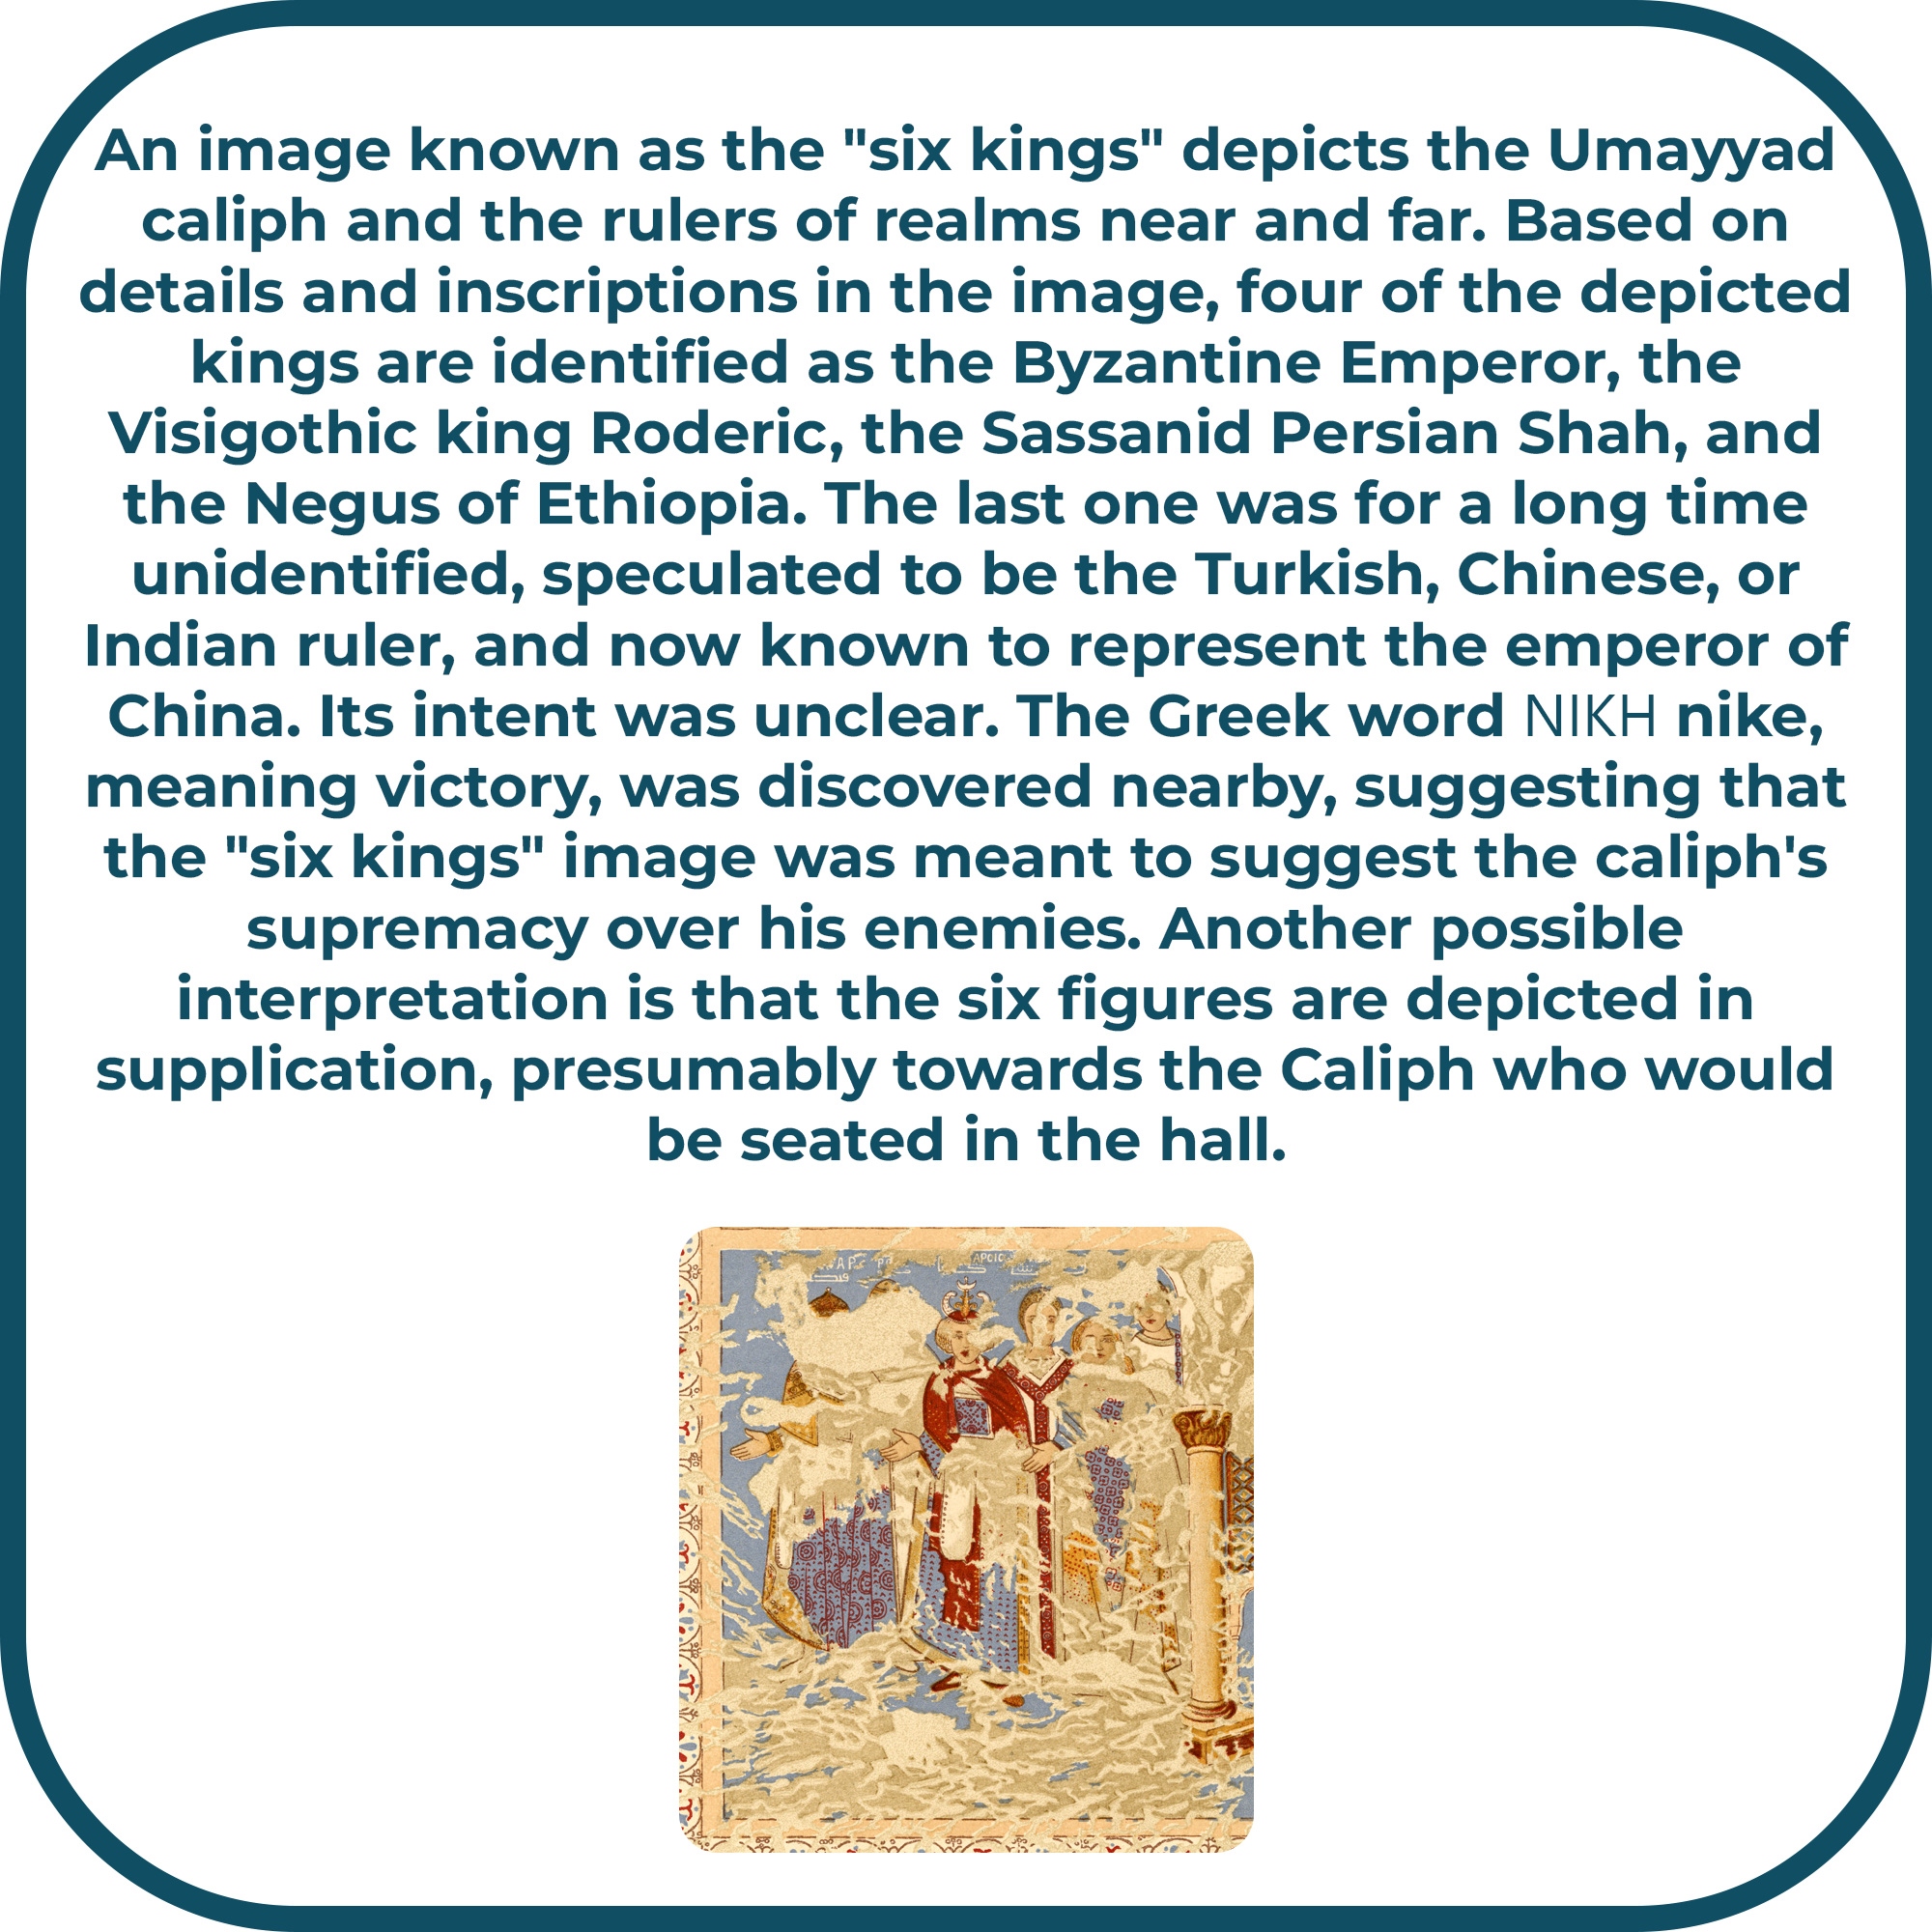 An image known as the "six kings" depicts the Umayyad
caliph and the rulers of realms near and far. Based on
details and inscriptions in the image, four of the depicted
kings are identified as the Byzantine Emperor, the
Visigothic king Roderic, the Sassanid Persian Shah, and
the Negus of Ethiopia. The last one was for a long time
unidentified, speculated to be the Turkish, Chinese, or
Indian ruler, and now known to represent the emperor of
China. Its intent was unclear. The Greek word ΝΙΚΗ nike,
meaning victory, was discovered nearby, suggesting that
the "six kings" image was meant to suggest the caliph's
supremacy over his enemies. Another possible
interpretation is that the six figures are depicted in
supplication, presumably towards the Caliph who would
be seated in the hall.